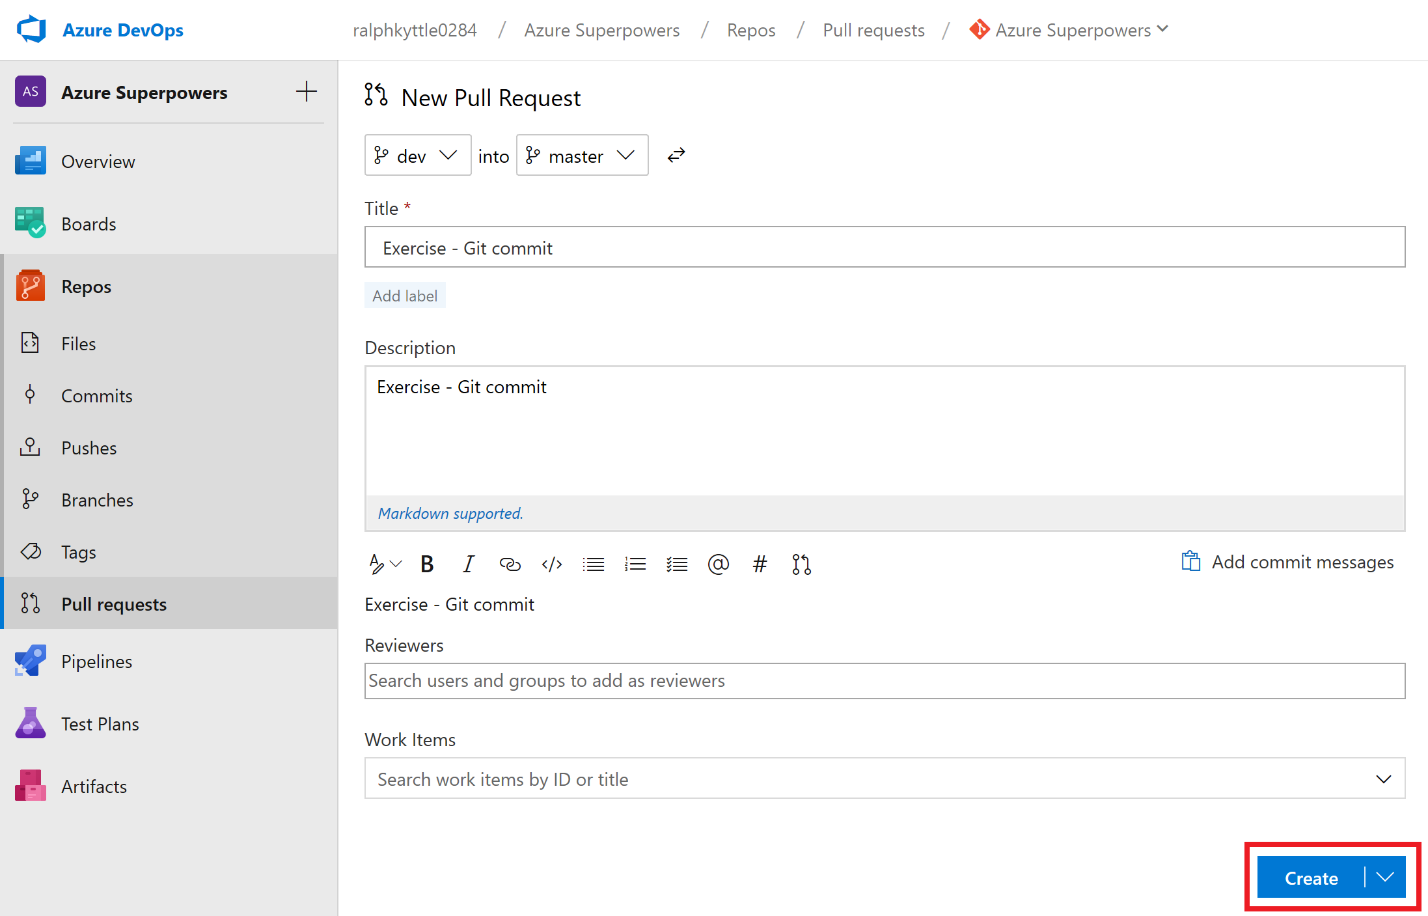 Azure DevOps
ralphkyttle0284 / Azure Superpowers / Repos / Pull requests / Azure Superpowers
AS Azure Superpowers
Overview
Boards
Repos
Files
Commits
Pushes
Branches
Tags
Pull requests
Pipelines
Test Plans
Artifacts
New Pull Request
dev into master
Title *
Exercise - Git commit
Add label
Description
Exercise - Git commit
Markdown supported.
B I </> @ #
Add commit messages
Exercise - Git commit
Reviewers
Search users and groups to add as reviewers
Work Items
Search work items by ID or title
Create